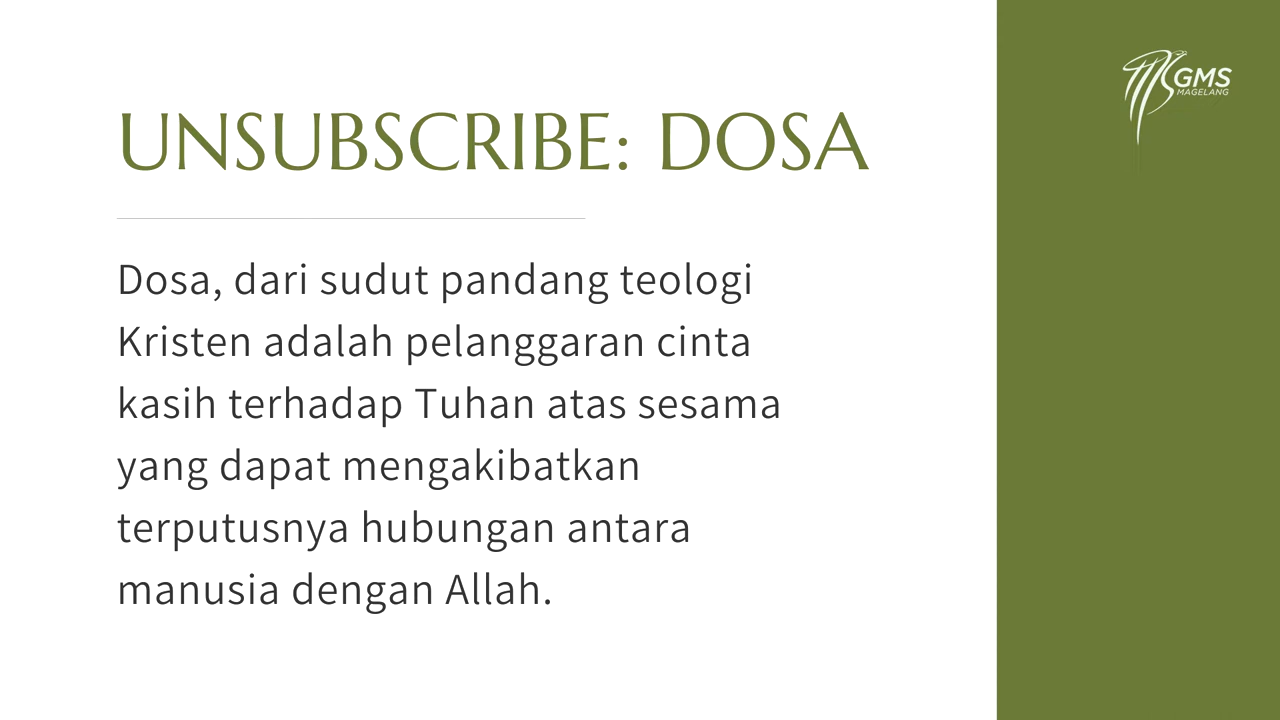 GMS
MAGELANG
UNSUBSCRIBE: DOSA
Dosa, dari sudut pandang teologi
Kristen adalah pelanggaran cinta
kasih terhadap Tuhan atas sesama
yang dapat mengakibatkan
terputusnya hubungan antara
manusia dengan Allah.